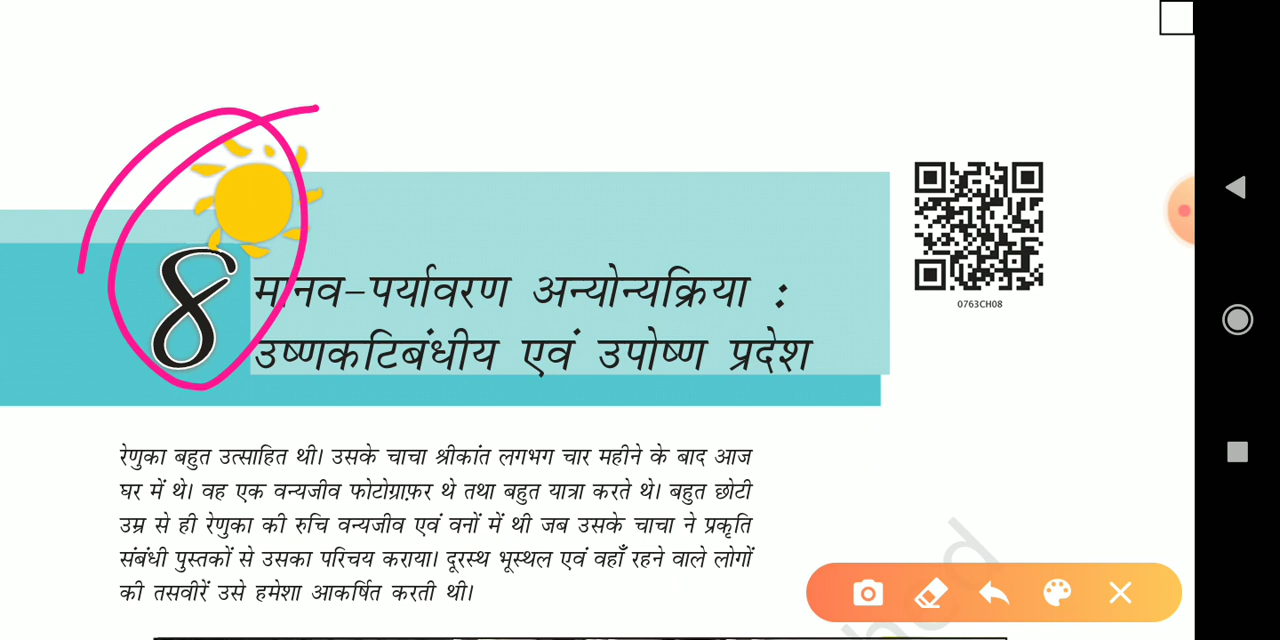 8
मानव-पर्यावरण अन्योन्यक्रिया :
उष्णकटिबंधीय एवं उपोष्ण प्रदेश
0763CH08
रेणुका बहुत उत्साहित थी। उसके चाचा श्रीकांत लगभग चार महीने के बाद आज
घर में थे। वह एक वन्यजीव फोटोग्राफ़र थे तथा बहुत यात्रा करते थे। बहुत छोटी
उम्र से ही रेणुका की रुचि वन्यजीव एवं वनों में थी जब उसके चाचा ने प्रकृति
संबंधी पुस्तकों से उसका परिचय कराया। दूरस्थ भूस्थल एवं वहाँ रहने वाले लोगों
की तसवीरें उसे हमेशा आकर्षित करती थी।